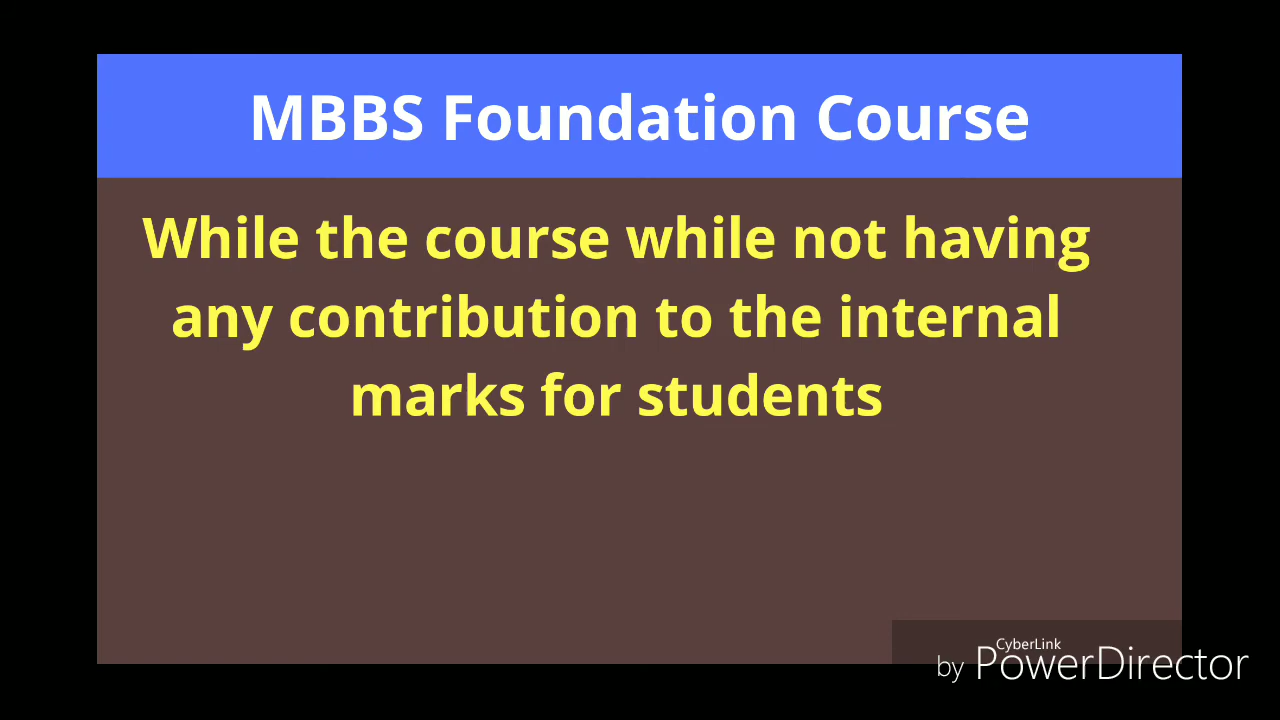 MBBS Foundation Course
While the course while not having
any contribution to the internal
marks for students
CyberLink
by PowerDirector